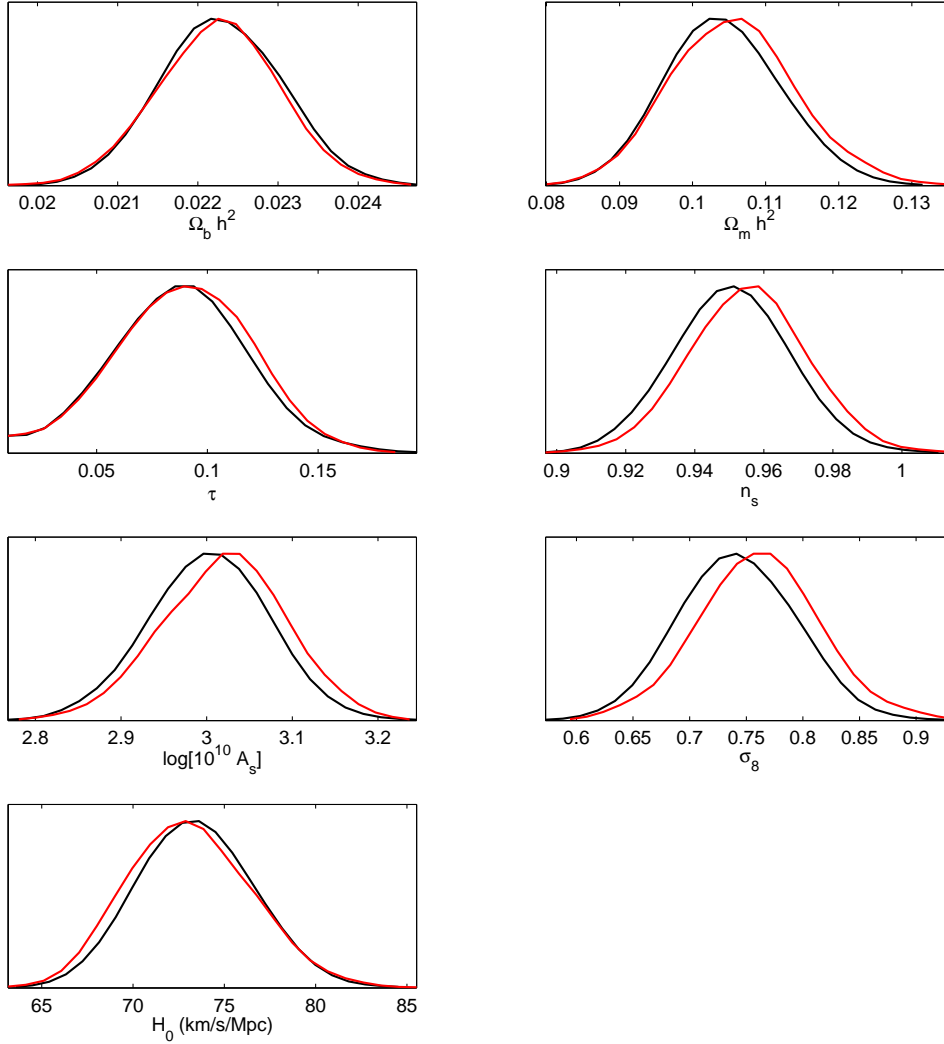 0.02 0.021 0.022 0.023 0.024
Ω_b h^2
0.08 0.09 0.1 0.11 0.12 0.13
Ω_m h^2
0.05 0.1 0.15
τ
0.9 0.92 0.94 0.96 0.98 1
n_s
2.8 2.9 3 3.1 3.2
log[10^10 A_s]
0.6 0.65 0.7 0.75 0.8 0.85 0.9
σ_8
65 70 75 80 85
H_0 (km/s/Mpc)